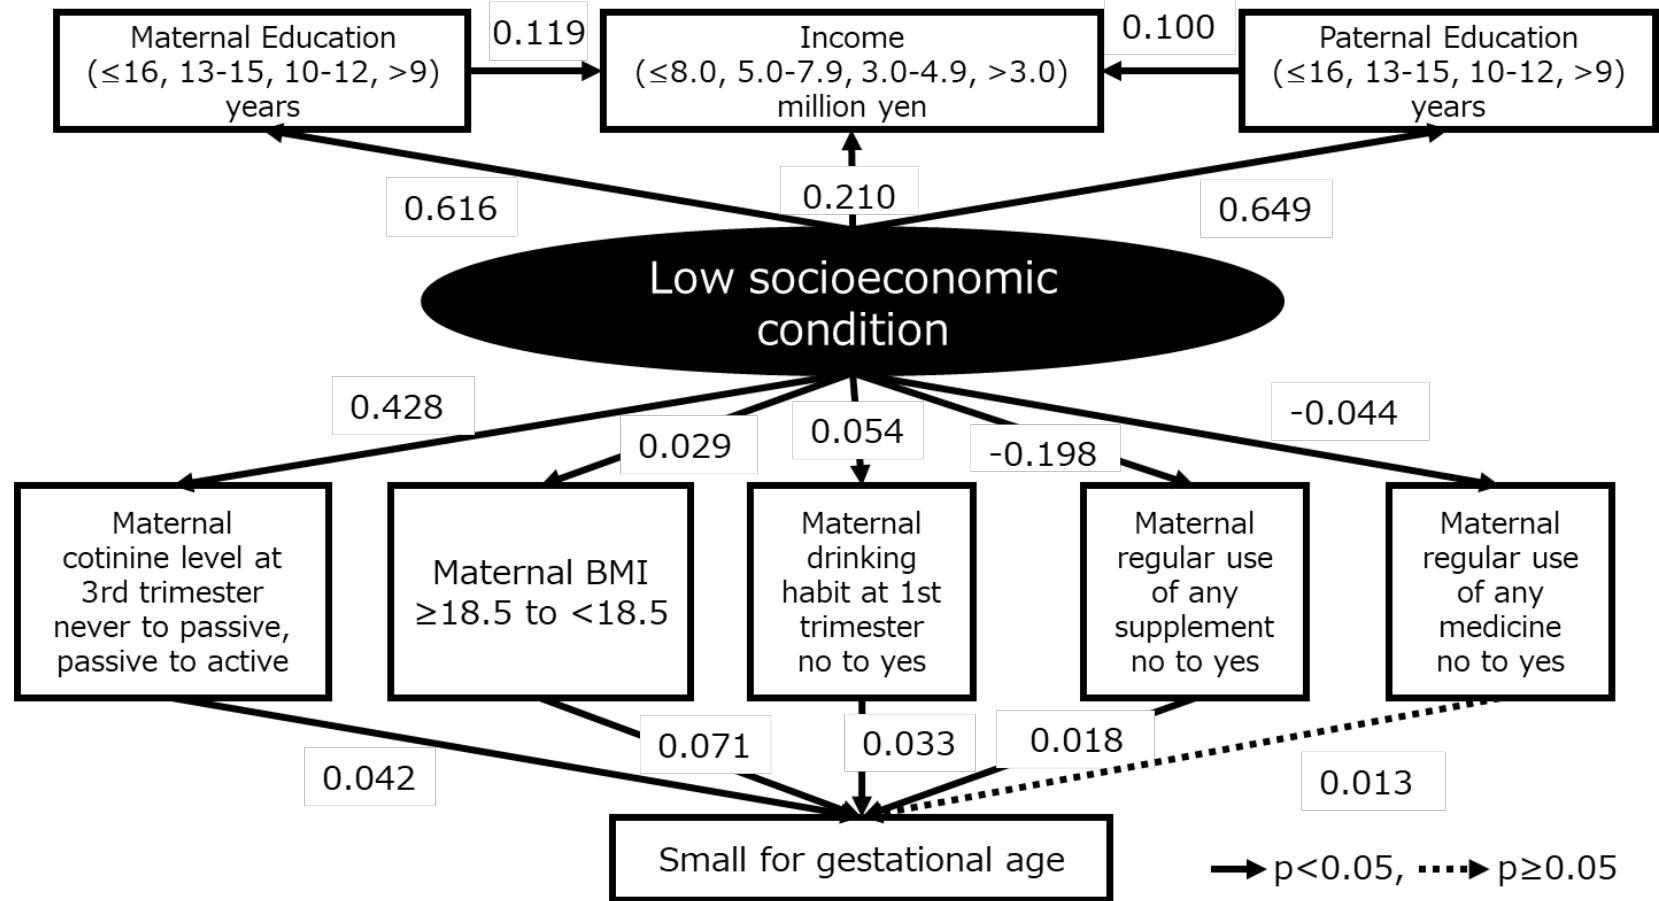 Maternal Education
(≤16, 13-15, 10-12, >9)
years
0.119
Income
(≤8.0, 5.0-7.9, 3.0-4.9, >3.0)
million yen
0.100
Paternal Education
(≤16, 13-15, 10-12, >9)
years
0.616
0.210
0.649
Low socioeconomic
condition
0.428
0.029
0.054
-0.198
-0.044
Maternal
cotinine level at
3rd trimester
never to passive,
passive to active
Maternal BMI
≥18.5 to <18.5
Maternal
drinking
habit at 1st
trimester
no to yes
Maternal
regular use
of any
supplement
no to yes
Maternal
regular use
of any
medicine
no to yes
0.042
0.071
0.033
0.018
0.013
Small for gestational age
p<0.05,
p≥0.05